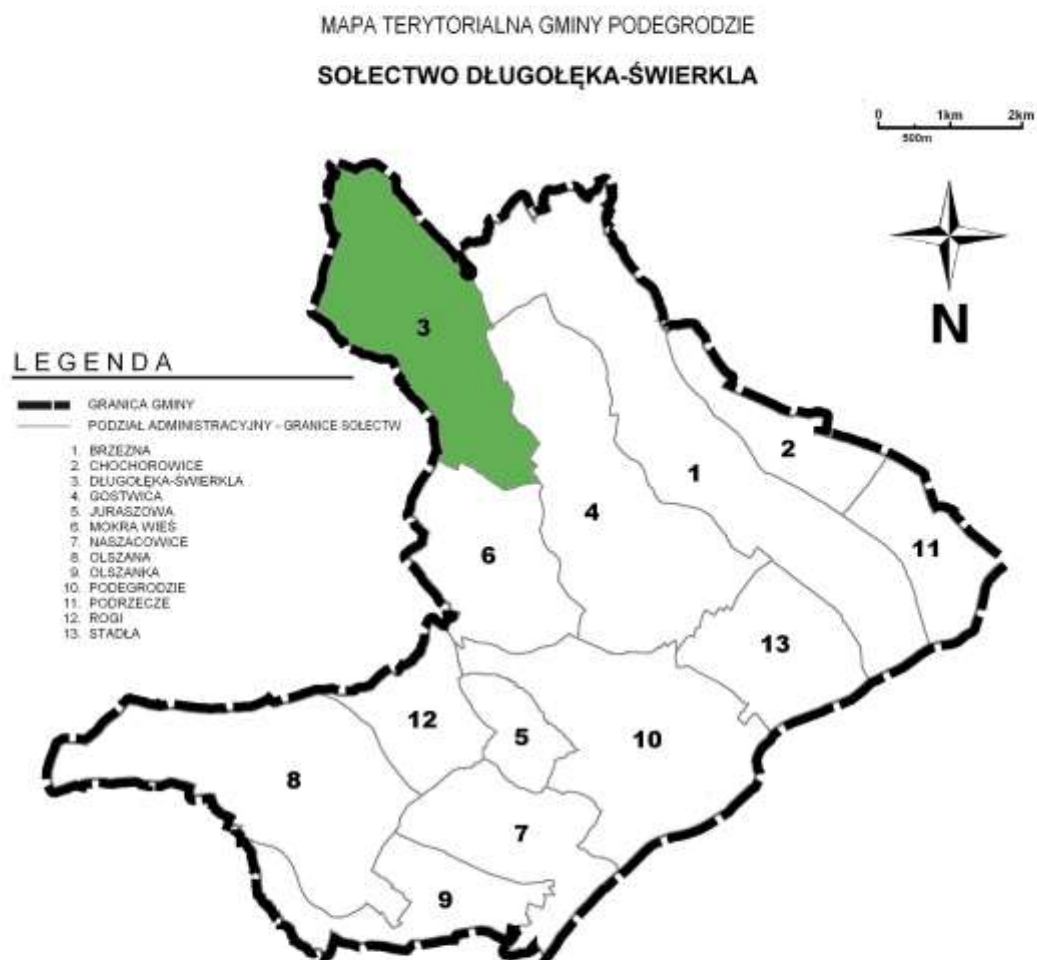 MAPA TERYTORIALNA GMINY PODEGRODZIE
SOŁECTWO DŁUGOŁĘKA-ŚWIERKLA
0 1km 2km
500m
N
LEGENDA
GRANICA GMINY
PODZIAŁ ADMINISTRACYJNY - GRANICE SOŁECTW
1. BRZEZNA
2. CHOCHOROWICE
3. DŁUGOŁĘKA-ŚWIERKLA
4. GOSTWICA
5. JURASZOWA
6. MOKRA WIEŚ
7. NASZACOWICE
8. OLSZANA
9. OLSZANKA
10. PODEGRODZIE
11. PODRZECZE
12. ROGI
13. STADŁA
3
2
1
4
11
6
13
12
5
10
8
7
9